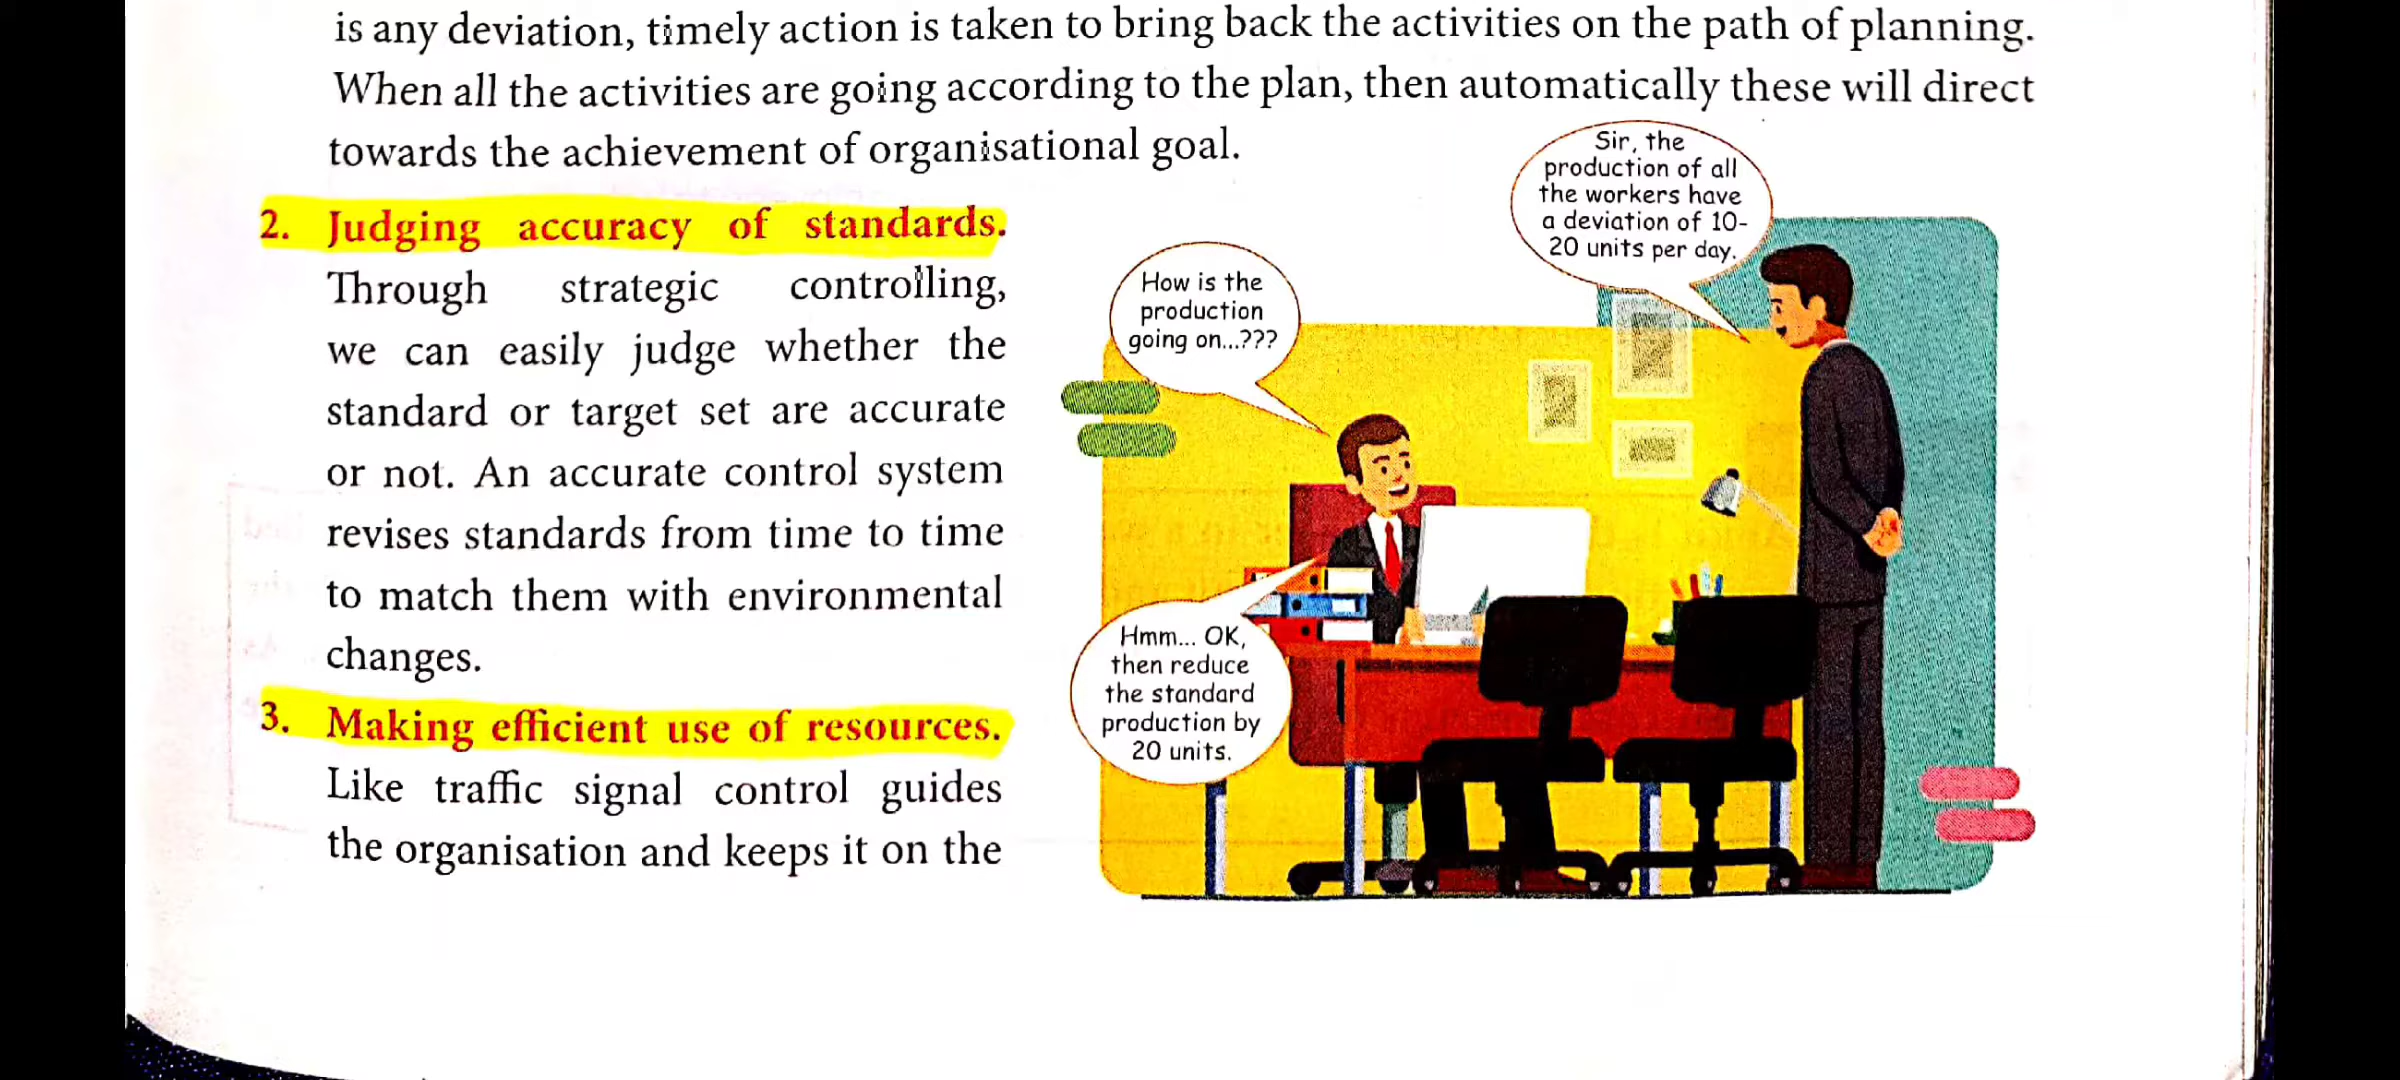 is any deviation, timely action is taken to bring back the activities on the path of planning.
When all the activities are going according to the plan, then automatically these will direct
towards the achievement of organisational goal.
2. Judging accuracy of standards.
Through strategic controlling,
we can easily judge whether the
standard or target set are accurate
or not. An accurate control system
revises standards from time to time
to match them with environmental
changes.
3. Making efficient use of resources.
Like traffic signal control guides
the organisation and keeps it on the
How is the
production
going on...???
Sir, the
production of all
the workers have
a deviation of 10-
20 units per day.
Hmm... OK,
then reduce
the standard
production by
20 units.